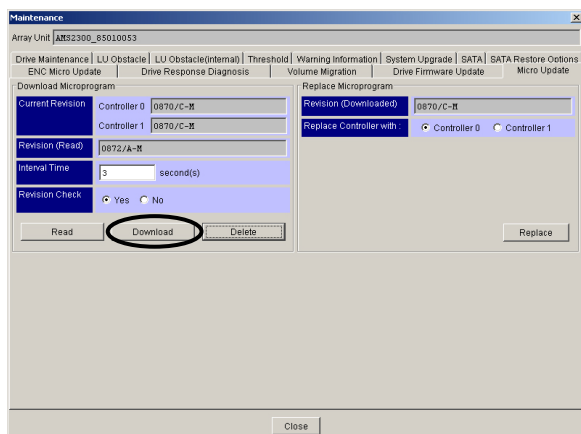 Maintenance
Array Unit AMS2300_85010053
Drive Maintenance LU Obstacle LU Obstacle(internal) Threshold Warning Information System Upgrade SATA SATA Restore Options
ENC Micro Update Drive Response Diagnosis Volume Migration Drive Firmware Update Micro Update
Download Microprogram
Current Revision Controller 0 0870/C-M
Controller 1 0870/C-M
Revision (Read) 0872/A-M
Interval Time 3 second(s)
Revision Check Yes No
Read Download Delete
Replace Microprogram
Revision (Downloaded) 0870/C-M
Replace Controller with : Controller 0 Controller 1
Replace
Close